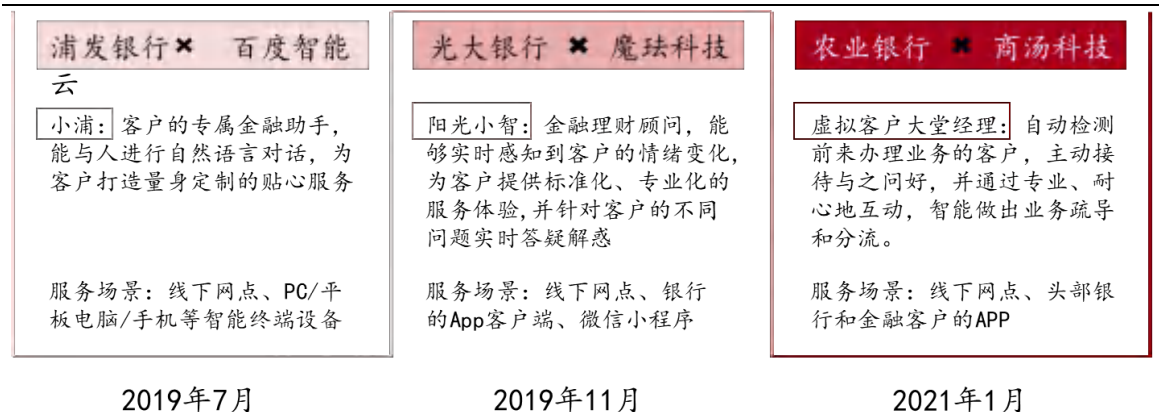 浦发银行✖ 百度智能
云
小浦：客户的专属金融助手，
能与人进行自然语言对话，为
客户打造量身定制的贴心服务
服务场景：线下网点、PC/平
板电脑/手机等智能终端设备
2019年7月
光大银行 ✖ 魔珐科技
阳光小智：金融理财顾问，能
够实时感知到客户的情绪变化，
为客户提供标准化、专业化的
服务体验,并针对客户的不同
问题实时答疑解惑
服务场景：线下网点、银行
的App客户端、微信小程序
2019年11月
农业银行 ✖ 商汤科技
虚拟客户大堂经理：自动检测
前来办理业务的客户，主动接
待与之问好，并通过专业、耐
心地互动，智能做出业务疏导
和分流。
服务场景：线下网点、头部银
行和金融客户的APP
2021年1月